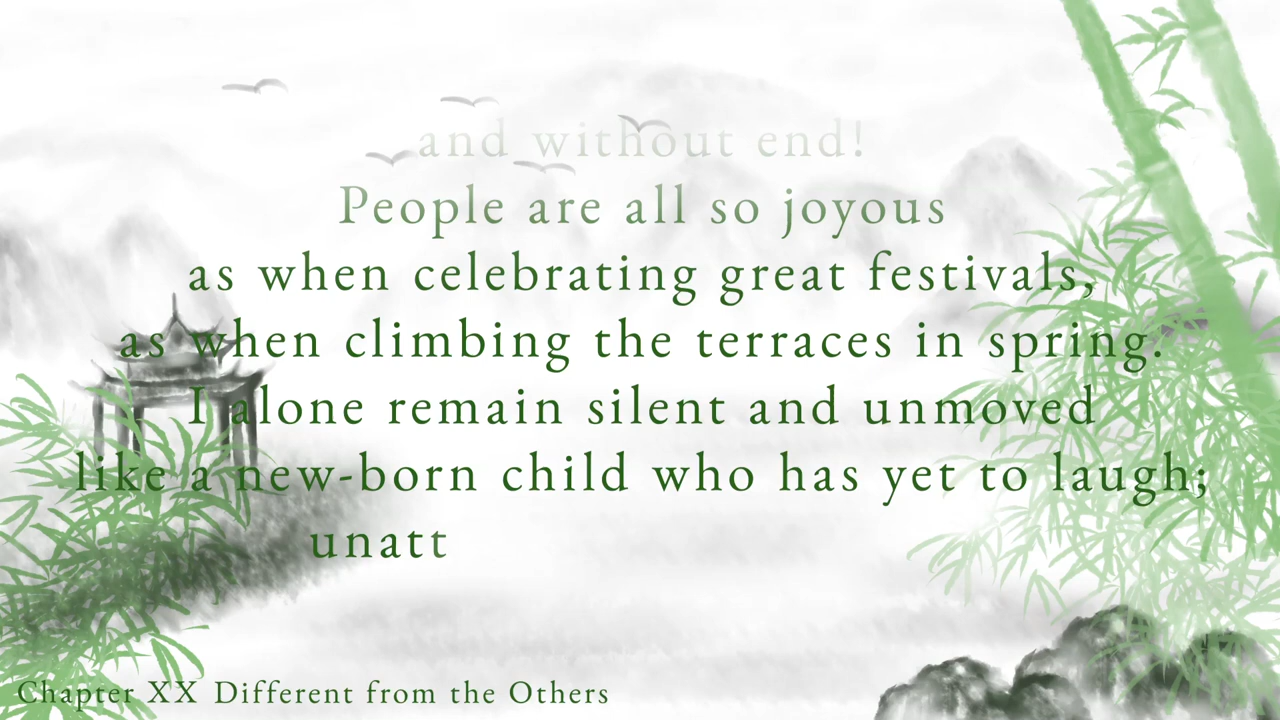 and without end!
People are all so joyous
as when celebrating great festivals,
as when climbing the terraces in spring.
I alone remain silent and unmoved
like a new-born child who has yet to laugh;
unatt
Chapter XX Different from the Others